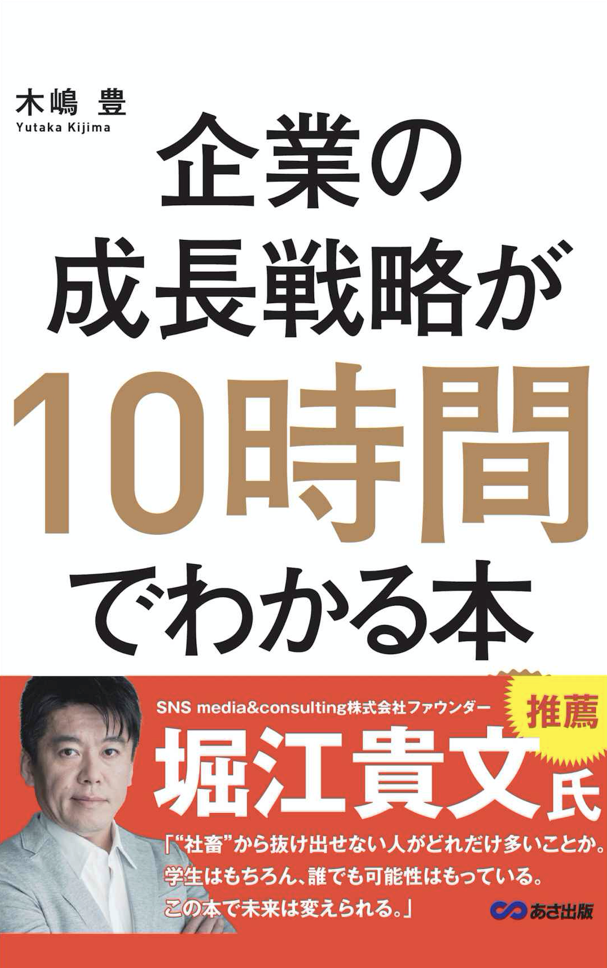 木嶋 豊
Yutaka Kijima
企業の
成長戦略が
10時間
でわかる本
推薦
SNS media&consulting株式会社ファウンダー
堀江貴文氏
「“社畜”から抜け出せない人がどれだけ多いことか。
学生はもちろん、誰でも可能性はもっている。
この本で未来は変えられる。」
あさ出版